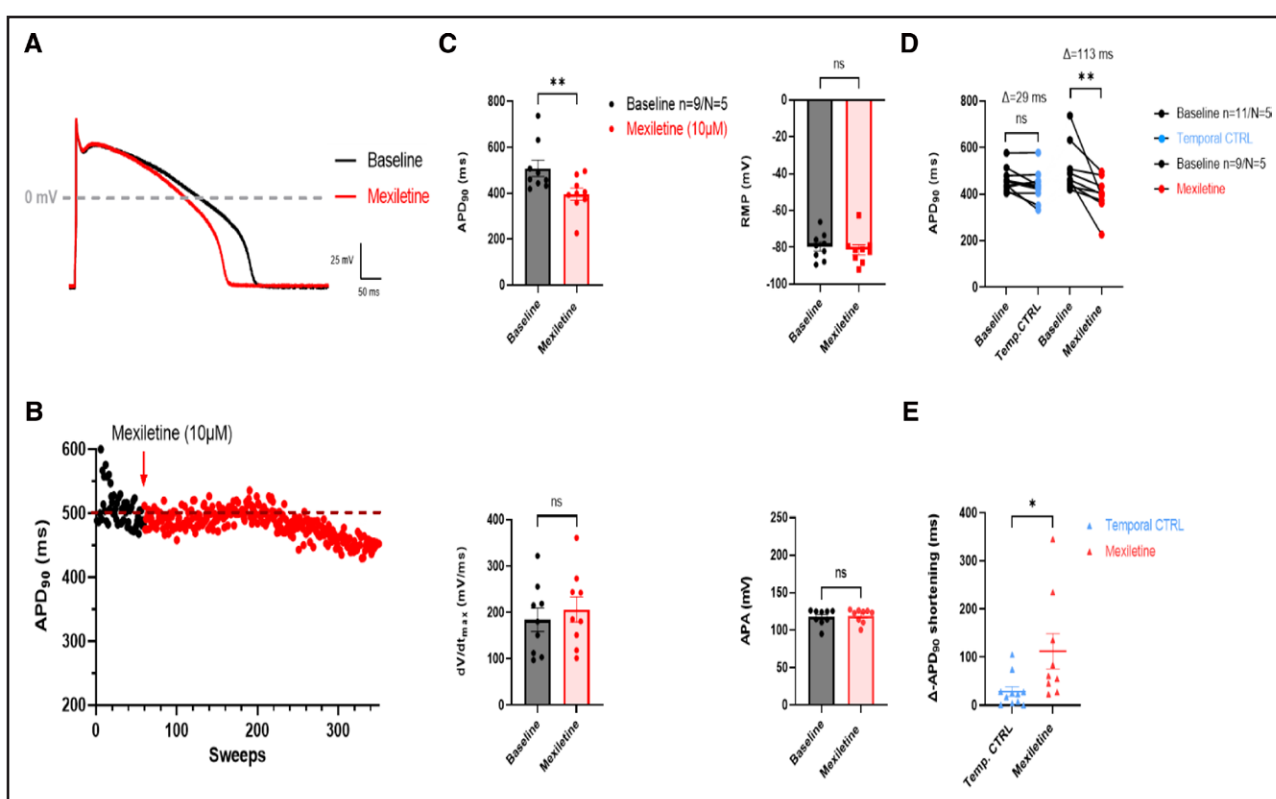 A
0 mV
Baseline
Mexiletine
25 mV
50 ms
B
Mexiletine (10μM)
600
500
400
300
200
APD90 (ms)
0
100
200
300
Sweeps
C
**
Baseline n=9/N=5
Mexiletine (10μM)
800
600
400
200
0
APD90 (ms)
Baseline
Mexiletine
ns
0
-20
-40
-60
-80
-100
RMP (mV)
Baseline
Mexiletine
ns
400
300
200
100
0
dV/dtmax (mV/ms)
Baseline
Mexiletine
ns
250
200
150
100
50
0
APA (mV)
Baseline
Mexiletine
D
Δ=113 ms
**
Δ=29 ms
ns
800
600
400
200
0
APD90 (ms)
Baseline
Temp.CTRL
Baseline
Mexiletine
Baseline n=11/N=5
Temporal CTRL
Baseline n=9/N=5
Mexiletine
E
*
400
300
200
100
0
Δ-APD90 shortening (ms)
Temp. CTRL
Mexiletine
Temporal CTRL
Mexiletine